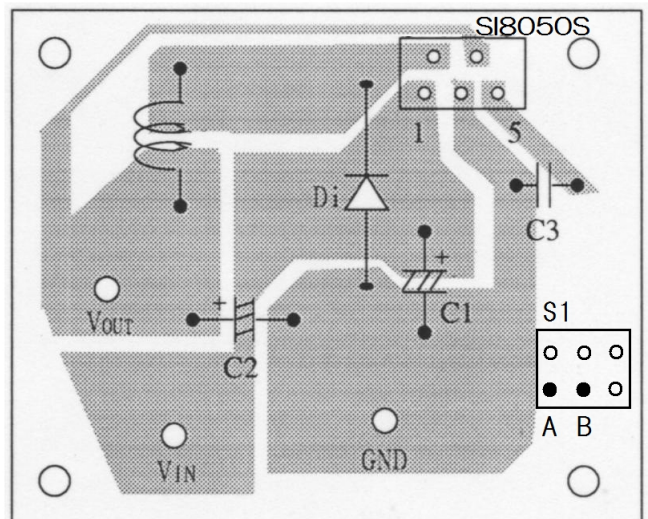 SI8050S
1 5
Di
C3
+
C1
S1
VOUT
+
C2
A B
VIN
GND